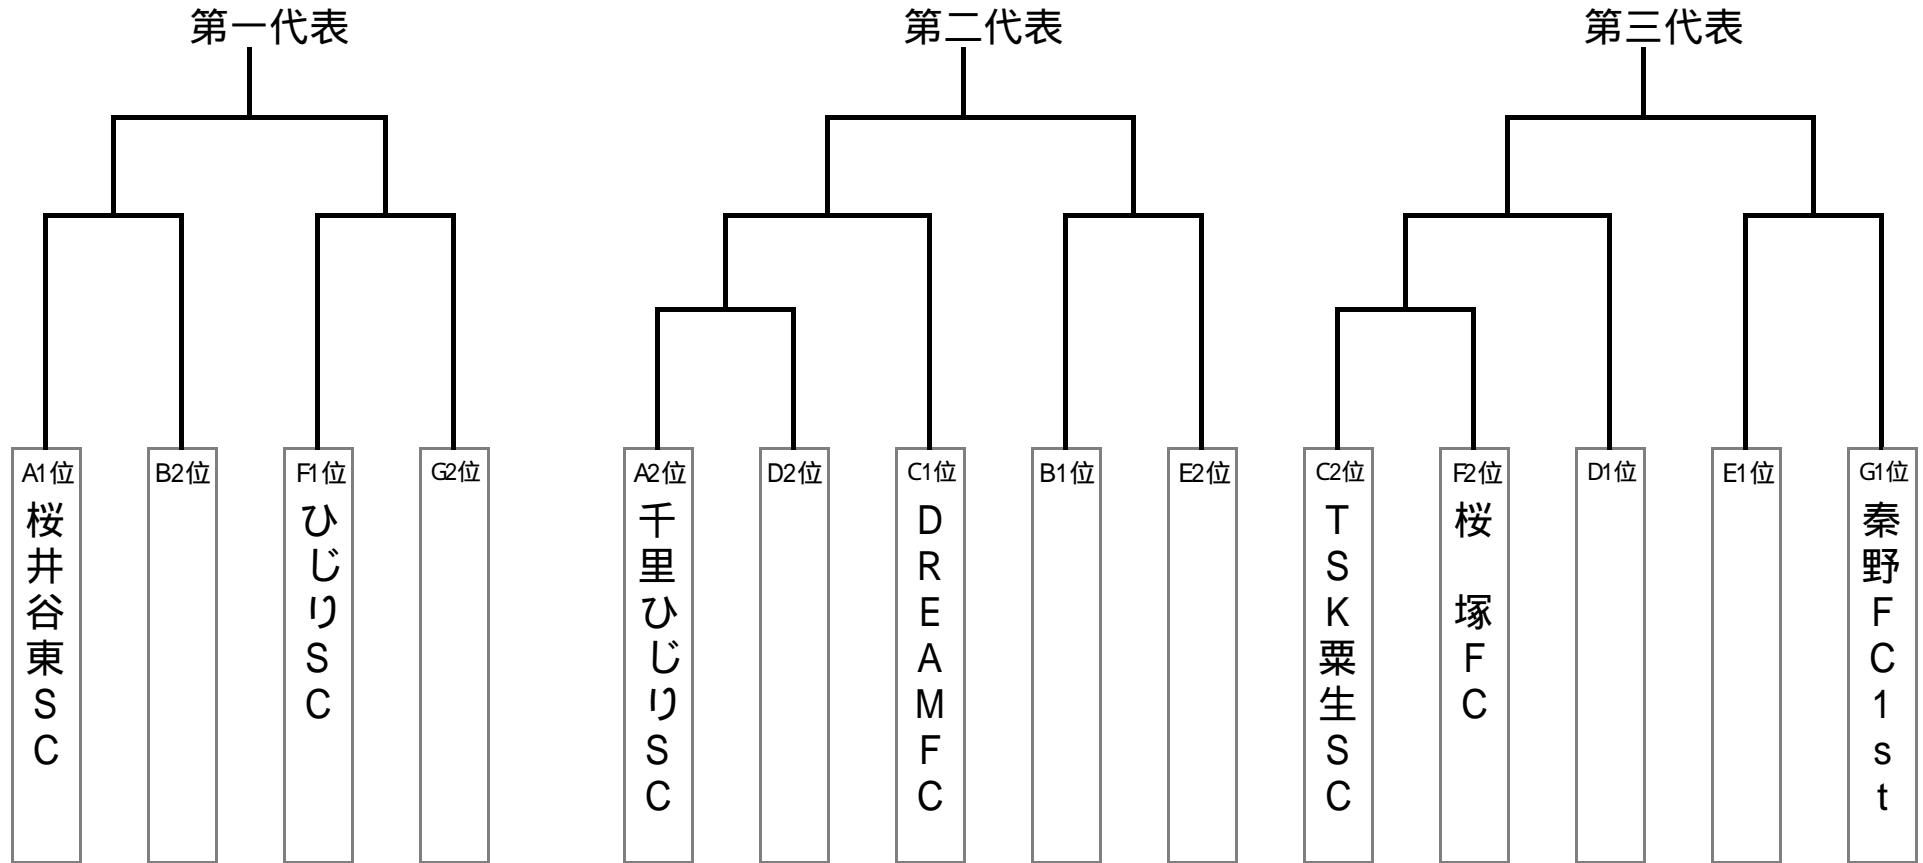 第一代表
第二代表
第三代表
A1位
桜井谷東SC
B2位
F1位
ひじりSC
G2位
A2位
千里ひじりSC
D2位
C1位
DREAMFC
B1位
E2位
C2位
TSK粟生SC
F2位
桜　塚FC
D1位
E1位
G1位
秦野FC1st